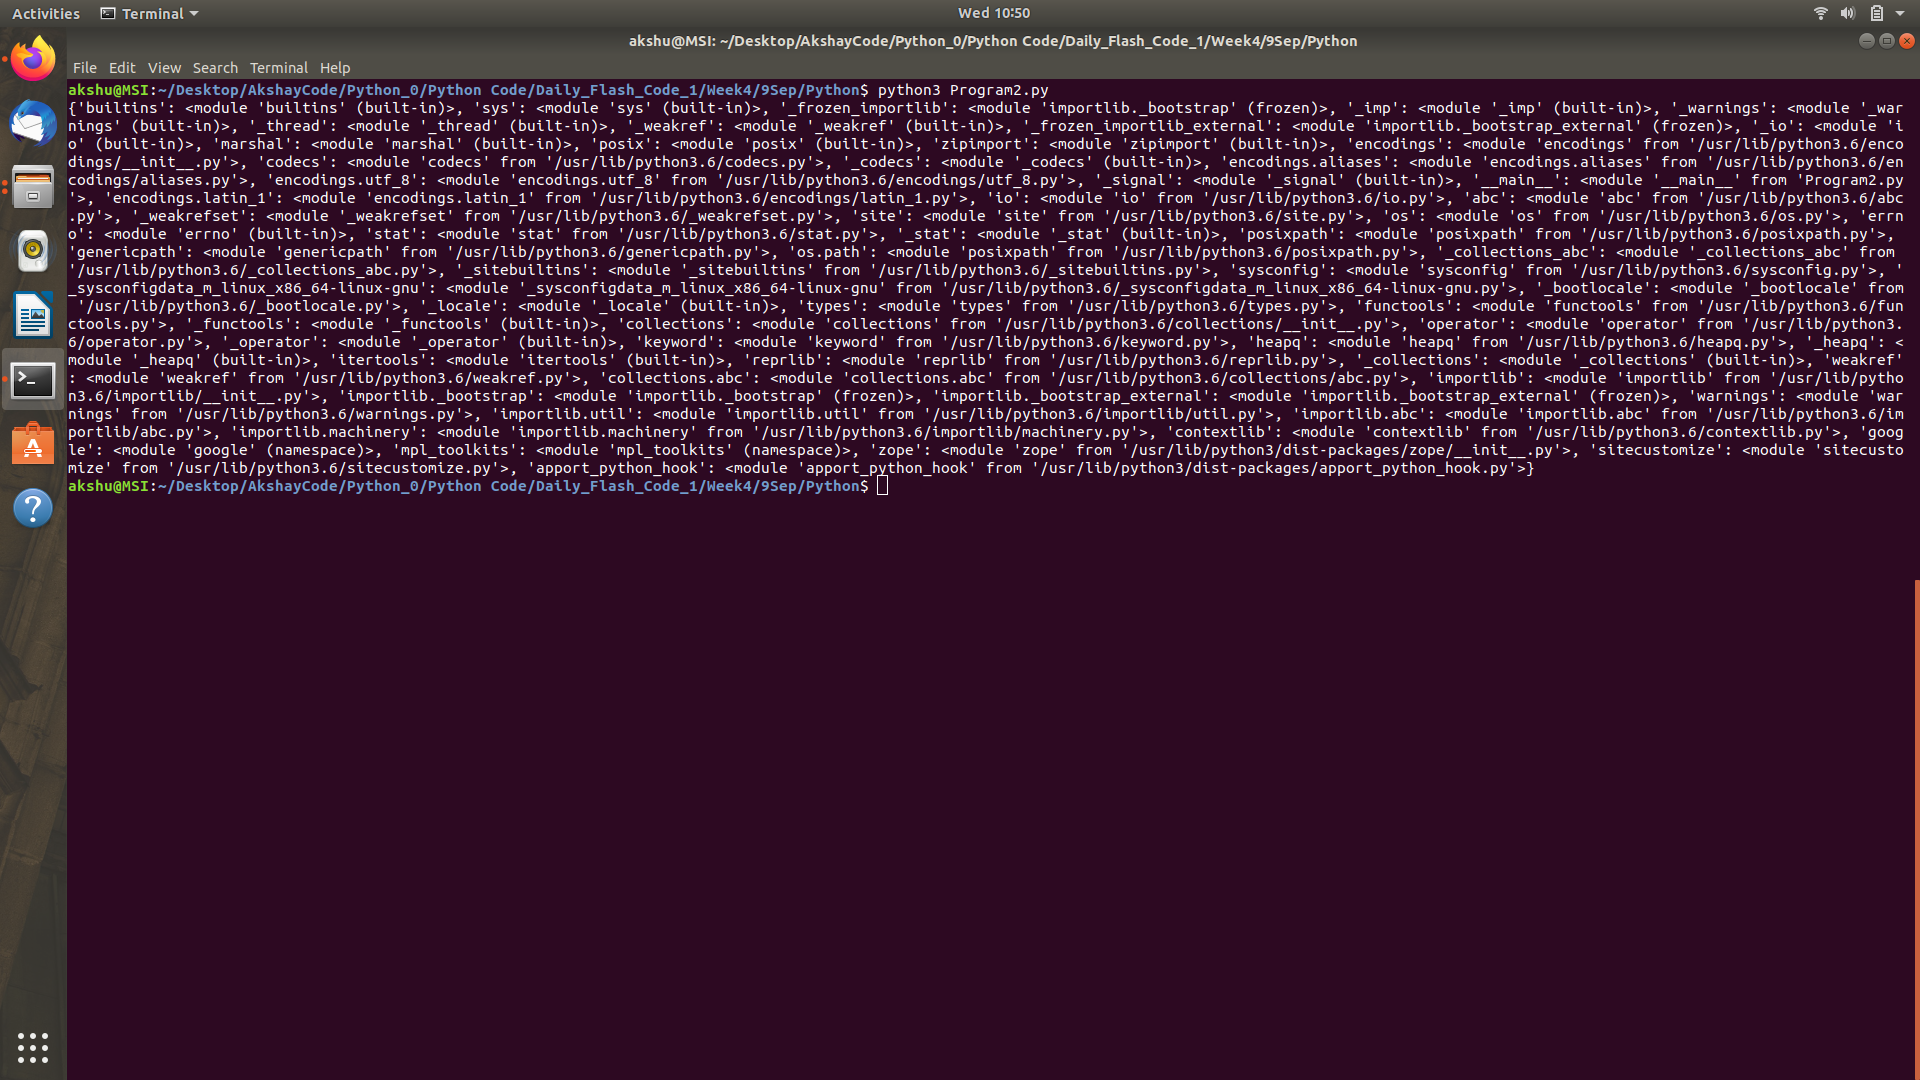 Activities Terminal Wed 10:50
akshu@MSI: ~/Desktop/AkshayCode/Python_0/Python Code/Daily_Flash_Code_1/Week4/9Sep/Python
File Edit View Search Terminal Help
akshu@MSI:~/Desktop/AkshayCode/Python_0/Python Code/Daily_Flash_Code_1/Week4/9Sep/Python$ python3 Program2.py
{'builtins': <module 'builtins' (built-in)>, 'sys': <module 'sys' (built-in)>, '_frozen_importlib': <module 'importlib._bootstrap' (frozen)>, '_imp': <module '_imp' (built-in)>, '_warnings': <module '_war
nings' (built-in)>, '_thread': <module '_thread' (built-in)>, '_weakref': <module '_weakref' (built-in)>, '_frozen_importlib_external': <module 'importlib._bootstrap_external' (frozen)>, '_io': <module 'i
o' (built-in)>, 'marshal': <module 'marshal' (built-in)>, 'posix': <module 'posix' (built-in)>, 'zipimport': <module 'zipimport' (built-in)>, 'encodings': <module 'encodings' from '/usr/lib/python3.6/enco
dings/__init__.py'>, 'codecs': <module 'codecs' from '/usr/lib/python3.6/codecs.py'>, '_codecs': <module '_codecs' (built-in)>, 'encodings.aliases': <module 'encodings.aliases' from '/usr/lib/python3.6/en
codings/aliases.py'>, 'encodings.utf_8': <module 'encodings.utf_8' from '/usr/lib/python3.6/encodings/utf_8.py'>, '_signal': <module '_signal' (built-in)>, '__main__': <module '__main__' from 'Program2.py
'>, 'encodings.latin_1': <module 'encodings.latin_1' from '/usr/lib/python3.6/encodings/latin_1.py'>, 'io': <module 'io' from '/usr/lib/python3.6/io.py'>, 'abc': <module 'abc' from '/usr/lib/python3.6/abc
.py'>, '_weakrefset': <module '_weakrefset' from '/usr/lib/python3.6/_weakrefset.py'>, 'site': <module 'site' from '/usr/lib/python3.6/site.py'>, 'os': <module 'os' from '/usr/lib/python3.6/os.py'>, 'errn
o': <module 'errno' (built-in)>, 'stat': <module 'stat' from '/usr/lib/python3.6/stat.py'>, '_stat': <module '_stat' (built-in)>, 'posixpath': <module 'posixpath' from '/usr/lib/python3.6/posixpath.py'>,
'genericpath': <module 'genericpath' from '/usr/lib/python3.6/genericpath.py'>, 'os.path': <module 'posixpath' from '/usr/lib/python3.6/posixpath.py'>, '_collections_abc': <module '_collections_abc' from
'/usr/lib/python3.6/_collections_abc.py'>, '_sitebuiltins': <module '_sitebuiltins' from '/usr/lib/python3.6/_sitebuiltins.py'>, 'sysconfig': <module 'sysconfig' from '/usr/lib/python3.6/sysconfig.py'>, '
_sysconfigdata_m_linux_x86_64-linux-gnu': <module '_sysconfigdata_m_linux_x86_64-linux-gnu' from '/usr/lib/python3.6/_sysconfigdata_m_linux_x86_64-linux-gnu.py'>, '_bootlocale': <module '_bootlocale' from
'/usr/lib/python3.6/_bootlocale.py'>, '_locale': <module '_locale' (built-in)>, 'types': <module 'types' from '/usr/lib/python3.6/types.py'>, 'functools': <module 'functools' from '/usr/lib/python3.6/func
tools.py'>, '_functools': <module '_functools' (built-in)>, 'collections': <module 'collections' from '/usr/lib/python3.6/collections/__init__.py'>, 'operator': <module 'operator' from '/usr/lib/python3.
6/operator.py'>, '_operator': <module '_operator' (built-in)>, 'keyword': <module 'keyword' from '/usr/lib/python3.6/keyword.py'>, 'heapq': <module 'heapq' from '/usr/lib/python3.6/heapq.py'>, '_heapq': <
module '_heapq' (built-in)>, 'itertools': <module 'itertools' (built-in)>, 'reprlib': <module 'reprlib' from '/usr/lib/python3.6/reprlib.py'>, '_collections': <module '_collections' (built-in)>, 'weakref'
: <module 'weakref' from '/usr/lib/python3.6/weakref.py'>, 'collections.abc': <module 'collections.abc' from '/usr/lib/python3.6/collections/abc.py'>, 'importlib': <module 'importlib' from '/usr/lib/pytho
n3.6/importlib/__init__.py'>, 'importlib._bootstrap': <module 'importlib._bootstrap' (frozen)>, 'importlib._bootstrap_external': <module 'importlib._bootstrap_external' (frozen)>, 'warnings': <module 'war
nings' from '/usr/lib/python3.6/warnings.py'>, 'importlib.util': <module 'importlib.util' from '/usr/lib/python3.6/importlib/util.py'>, 'importlib.abc': <module 'importlib.abc' from '/usr/lib/python3.6/im
portlib/abc.py'>, 'importlib.machinery': <module 'importlib.machinery' from '/usr/lib/python3.6/importlib/machinery.py'>, 'contextlib': <module 'contextlib' from '/usr/lib/python3.6/contextlib.py'>, 'goog
le': <module 'google' (namespace)>, 'mpl_toolkits': <module 'mpl_toolkits' (namespace)>, 'zope': <module 'zope' from '/usr/lib/python3/dist-packages/zope/__init__.py'>, 'sitecustomize': <module 'sitecusto
mize' from '/usr/lib/python3.6/sitecustomize.py'>, 'apport_python_hook': <module 'apport_python_hook' from '/usr/lib/python3/dist-packages/apport_python_hook.py'>}
akshu@MSI:~/Desktop/AkshayCode/Python_0/Python Code/Daily_Flash_Code_1/Week4/9Sep/Python$